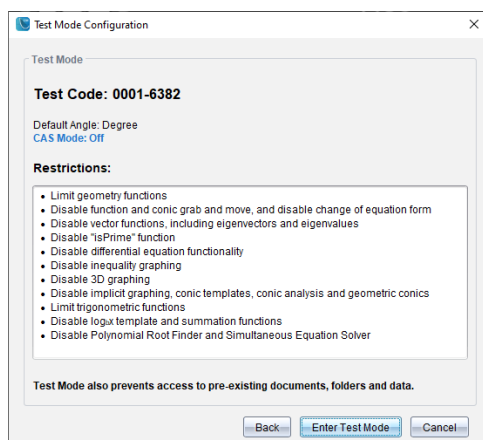 Test Mode Configuration
Test Mode
Test Code: 0001-6382
Default Angle: Degree
CAS Mode: Off
Restrictions:
• Limit geometry functions
• Disable function and conic grab and move, and disable change of equation form
• Disable vector functions, including eigenvectors and eigenvalues
• Disable "isPrime" function
• Disable differential equation functionality
• Disable inequality graphing
• Disable 3D graphing
• Disable implicit graphing, conic templates, conic analysis and geometric conics
• Limit trigonometric functions
• Disable logbx template and summation functions
• Disable Polynomial Root Finder and Simultaneous Equation Solver
Test Mode also prevents access to pre-existing documents, folders and data.
Back Enter Test Mode Cancel